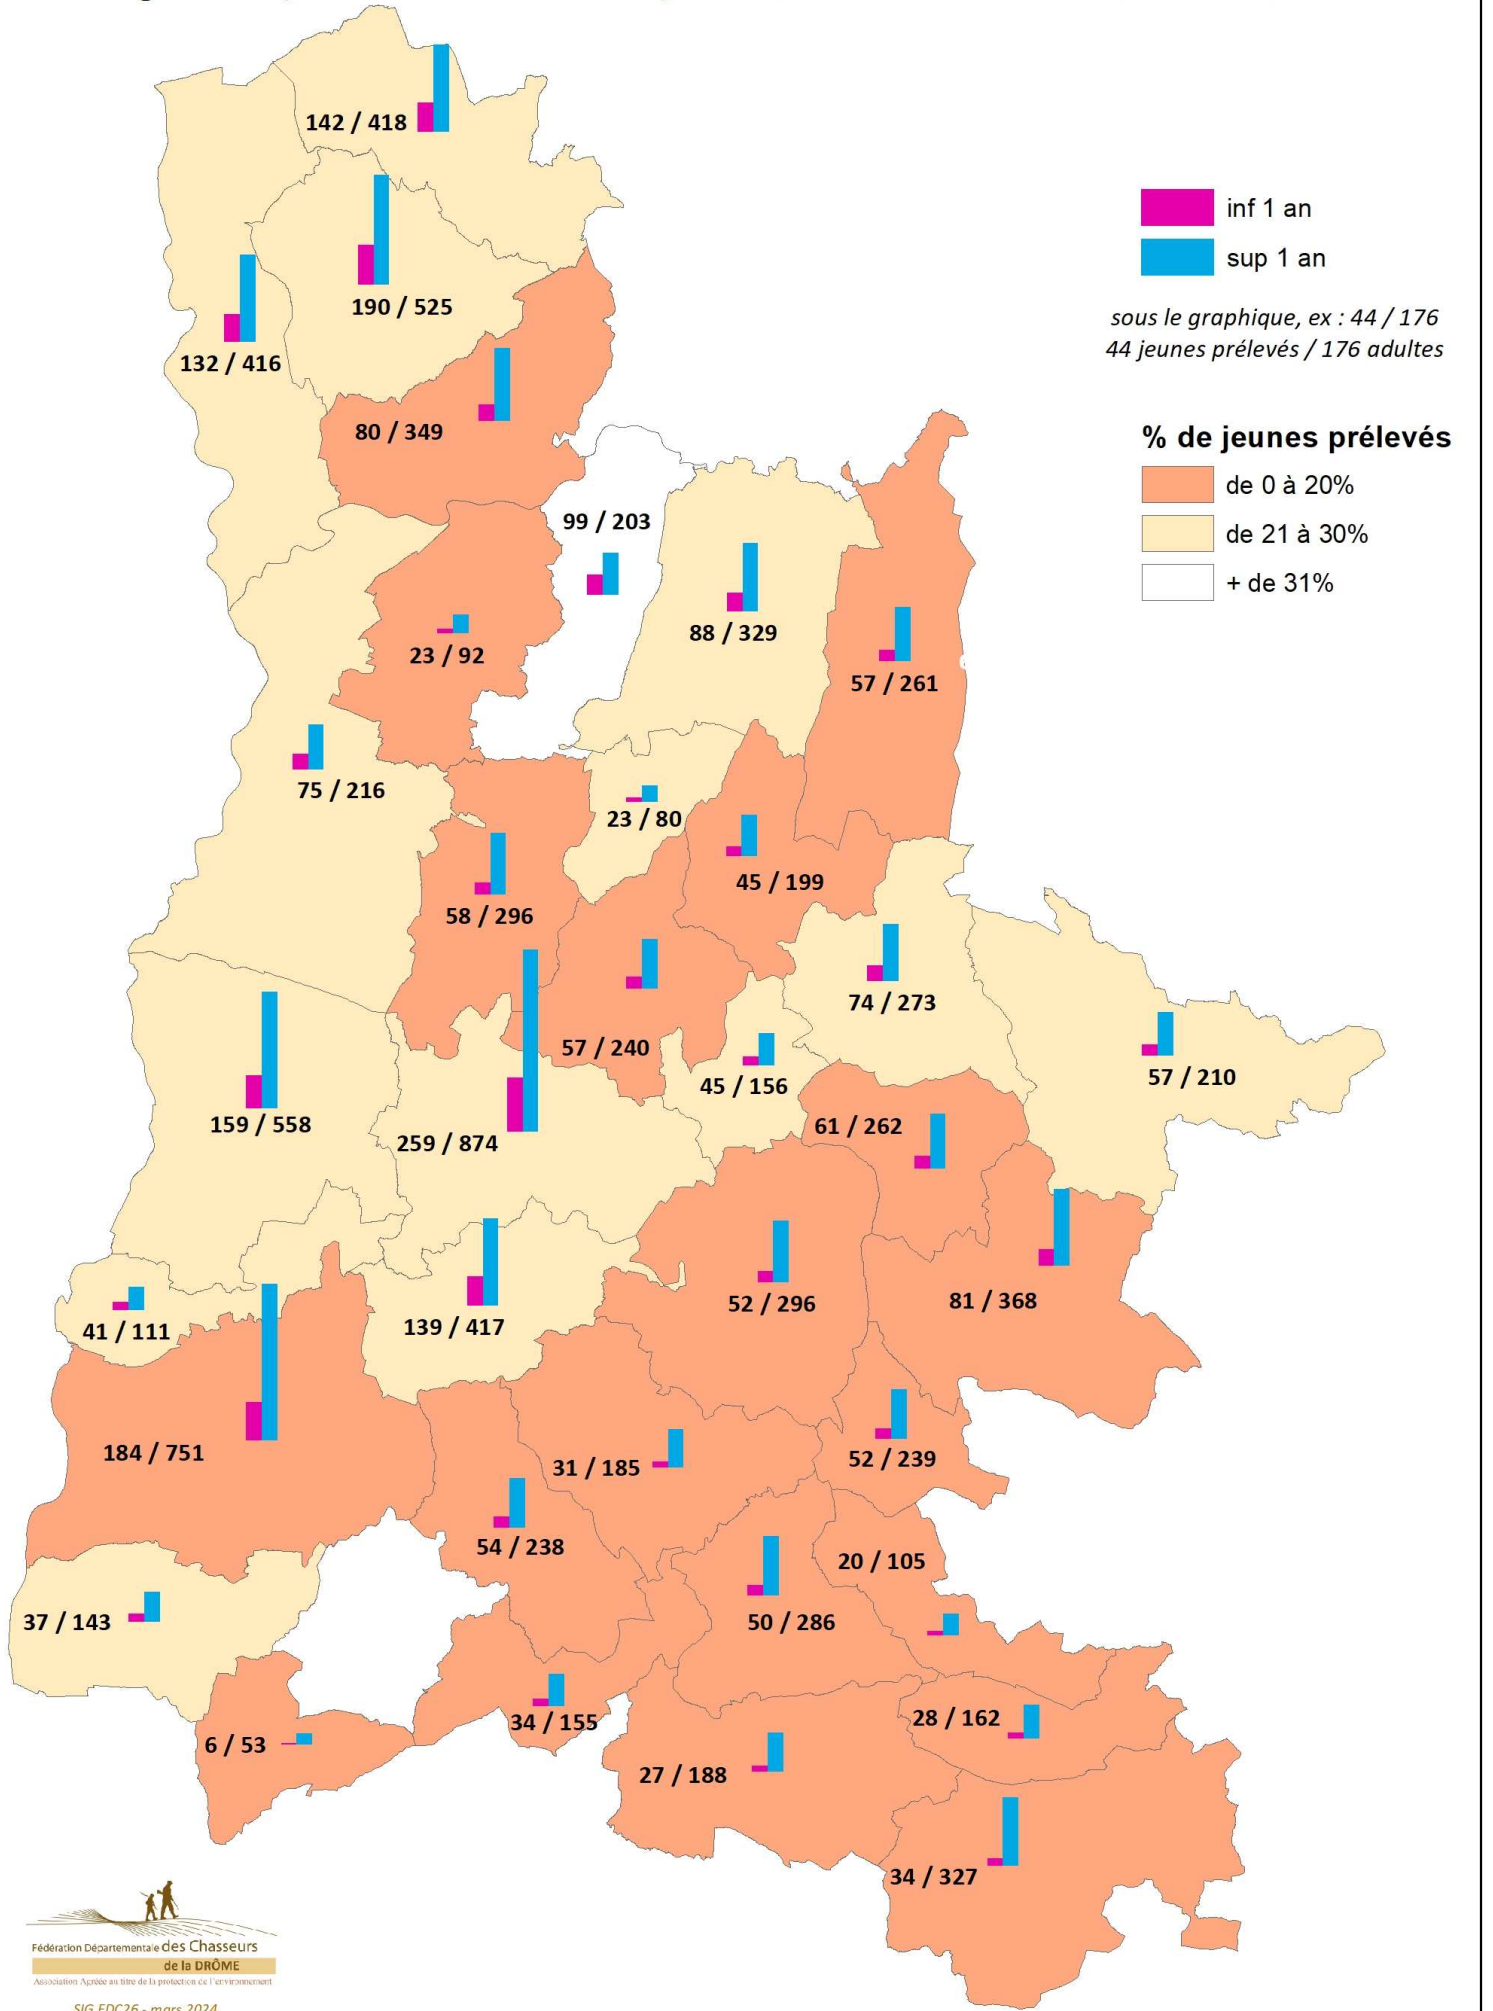 142 / 418
190 / 525
132 / 416
80 / 349
inf 1 an
sup 1 an
sous le graphique, ex : 44 / 176
44 jeunes prélevés / 176 adultes
% de jeunes prélevés
de 0 à 20%
de 21 à 30%
+ de 31%
99 / 203
88 / 329
23 / 92
57 / 261
75 / 216
23 / 80
45 / 199
58 / 296
74 / 273
57 / 240
45 / 156
57 / 210
159 / 558
259 / 874
61 / 262
52 / 296
81 / 368
41 / 111
139 / 417
184 / 751
31 / 185
52 / 239
54 / 238
20 / 105
37 / 143
50 / 286
34 / 155
28 / 162
6 / 53
27 / 188
34 / 327
Fédération Départementale des Chasseurs
de la DRÔME
Association Agréée au titre de la protection de l'environnement
SIG FDC26 - mars 2024